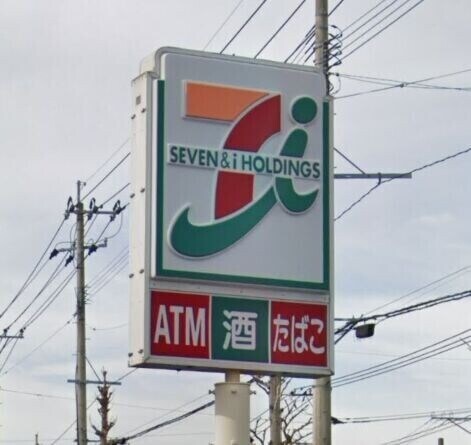 SEVEN&i HOLDINGS
ATM 酒 たばこ